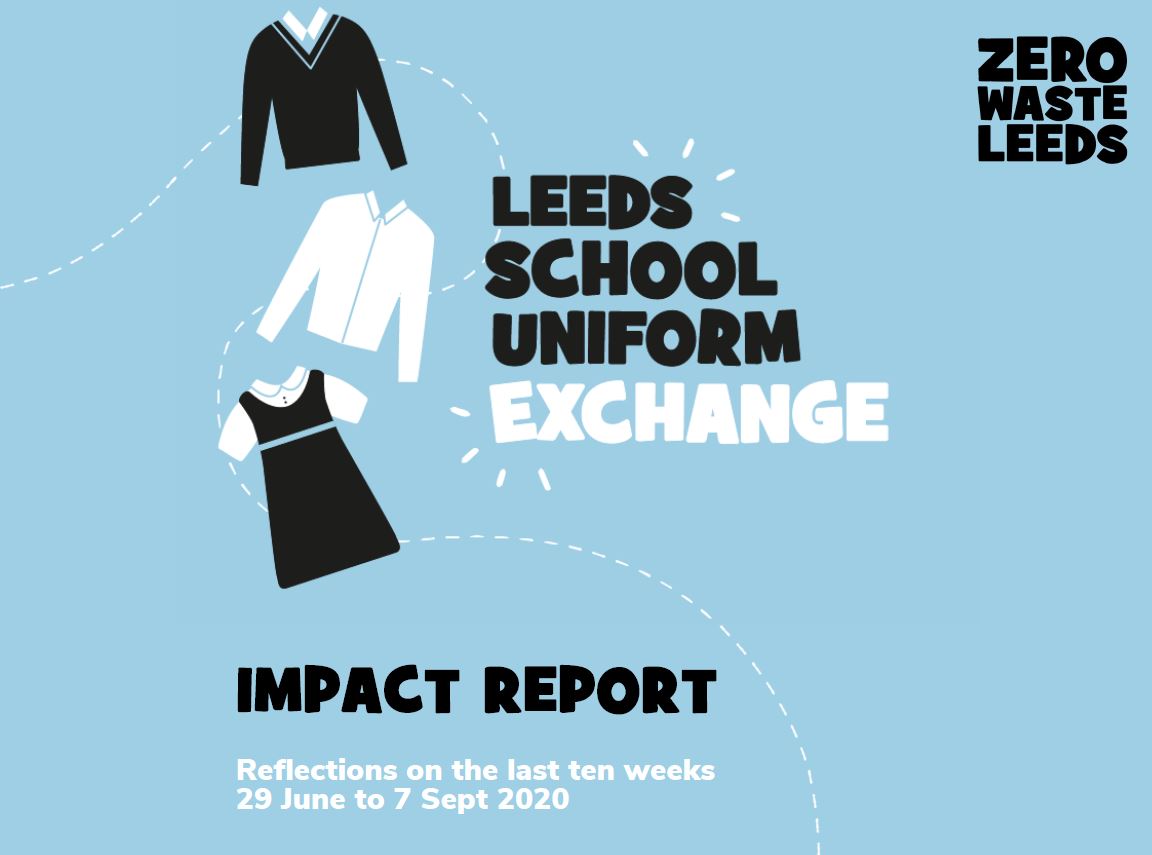 ZERO
WASTE
LEEDS
LEEDS
SCHOOL
UNIFORM
EXCHANGE
IMPACT REPORT
Reflections on the last ten weeks
29 June to 7 Sept 2020